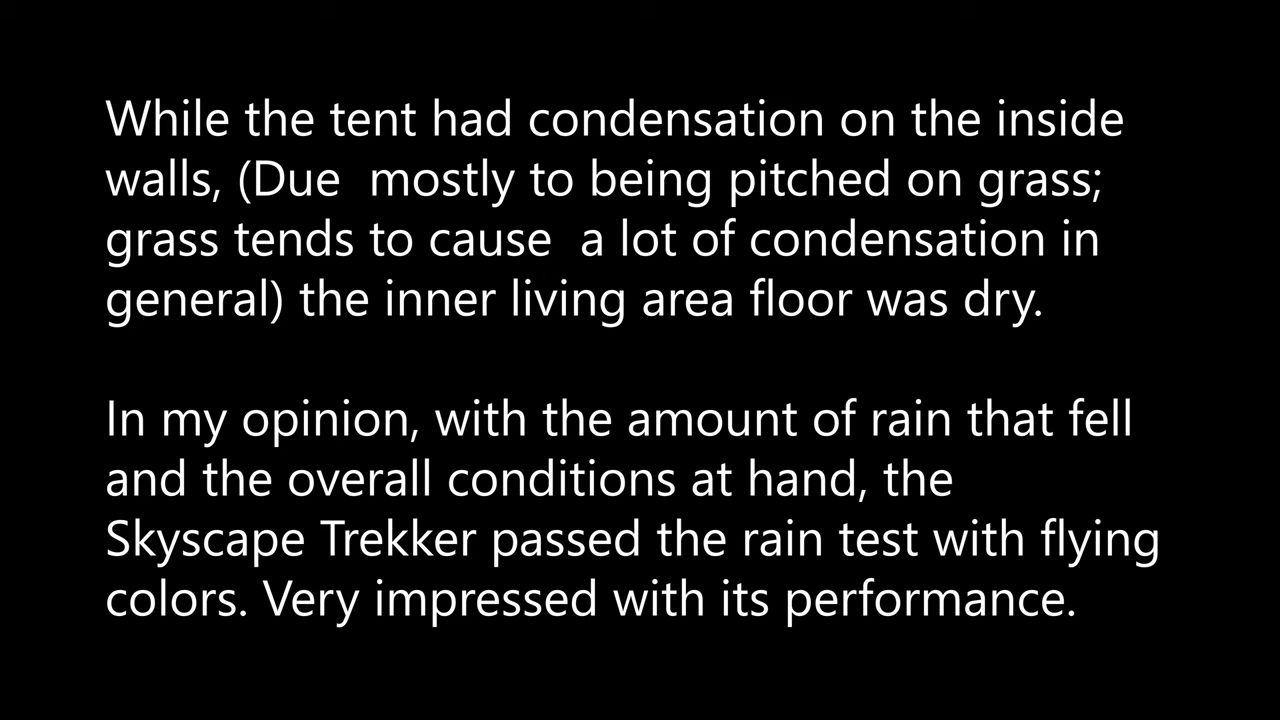 While the tent had condensation on the inside
walls, (Due  mostly to being pitched on grass;
grass tends to cause  a lot of condensation in
general) the inner living area floor was dry.
In my opinion, with the amount of rain that fell
and the overall conditions at hand, the
Skyscape Trekker passed the rain test with flying
colors. Very impressed with its performance.